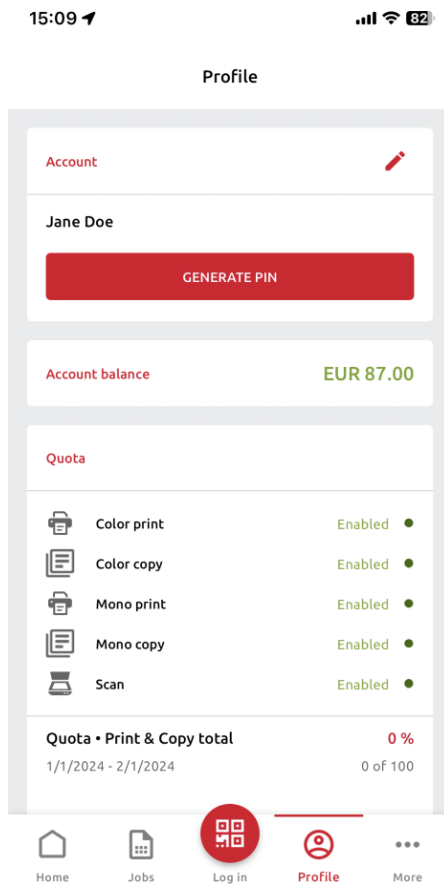 15:09
82
Profile
Account
Jane Doe
GENERATE PIN
Account balance EUR 87.00
Quota
Color print Enabled
Color copy Enabled
Mono print Enabled
Mono copy Enabled
Scan Enabled
Quota • Print & Copy total 0 %
1/1/2024 - 2/1/2024 0 of 100
Home Jobs Log in Profile More